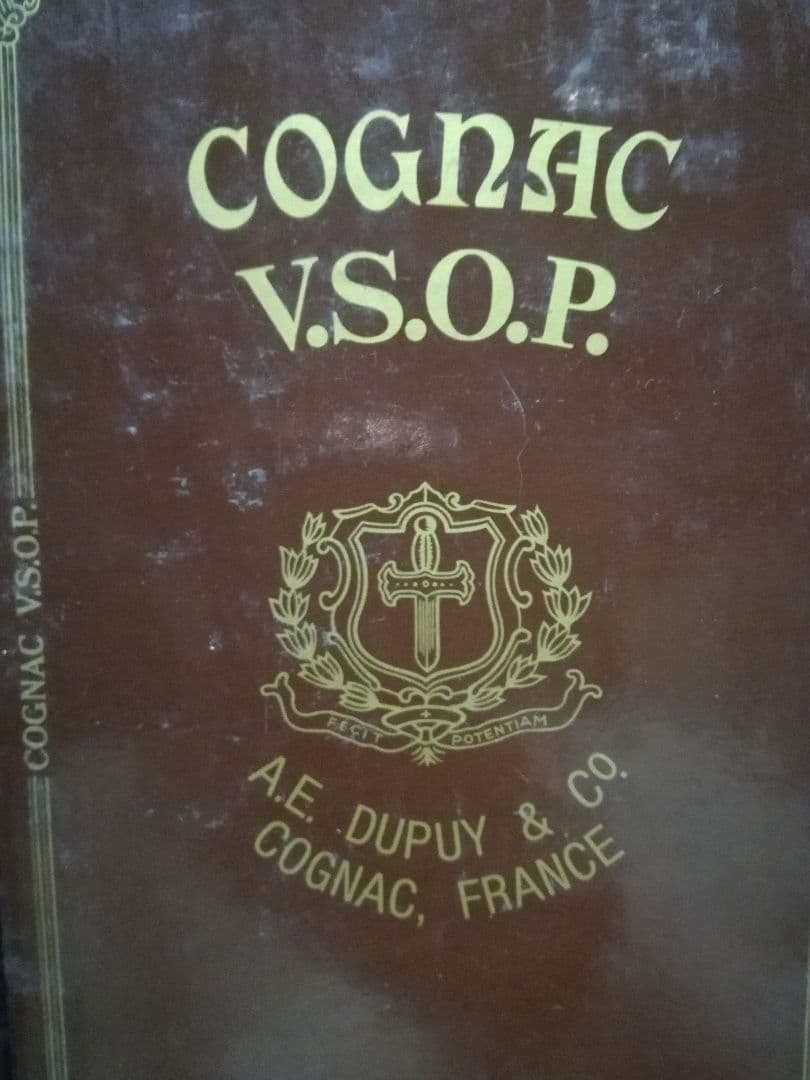 COGNAC
V.S.O.P.
FECIT POTENTIAM
A.E. DUPUY & Co.
COGNAC, FRANCE
COGNAC V.S.O.P.